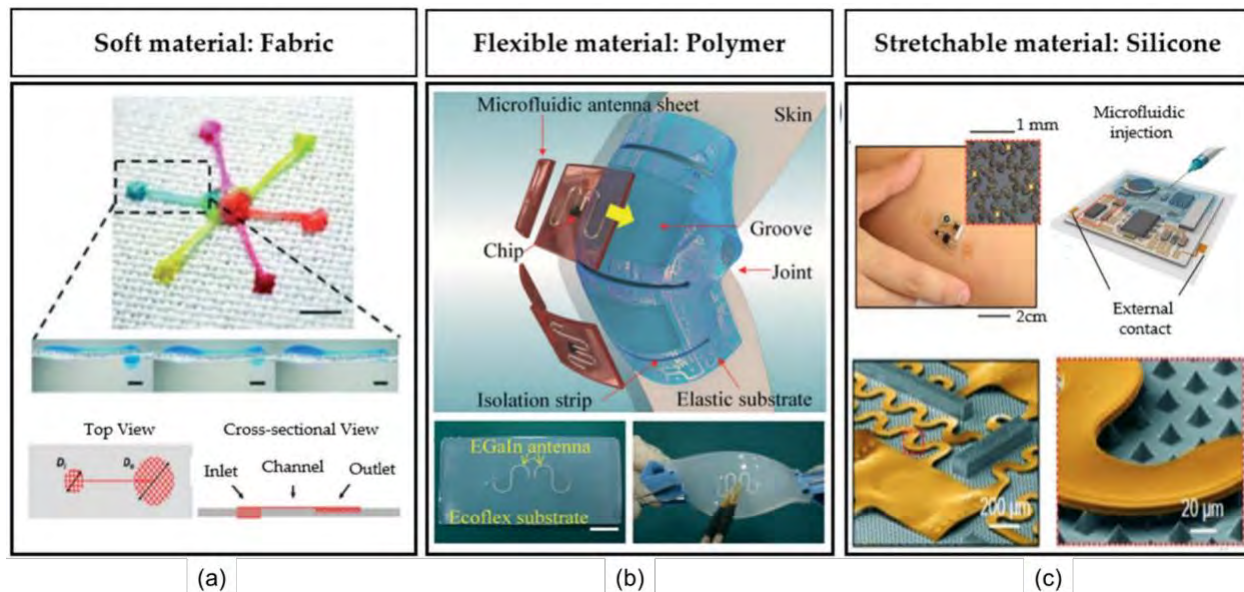 Soft material: Fabric
Top View
Cross-sectional View
Inlet
Channel
Outlet
(a)
Flexible material: Polymer
Microfluidic antenna sheet
Skin
Chip
Groove
Joint
Isolation strip
Elastic substrate
EGaIn antenna
Ecoflex substrate
(b)
Stretchable material: Silicone
1 mm
Microfluidic
injection
2cm
External
contact
200 μm
20 μm
(c)